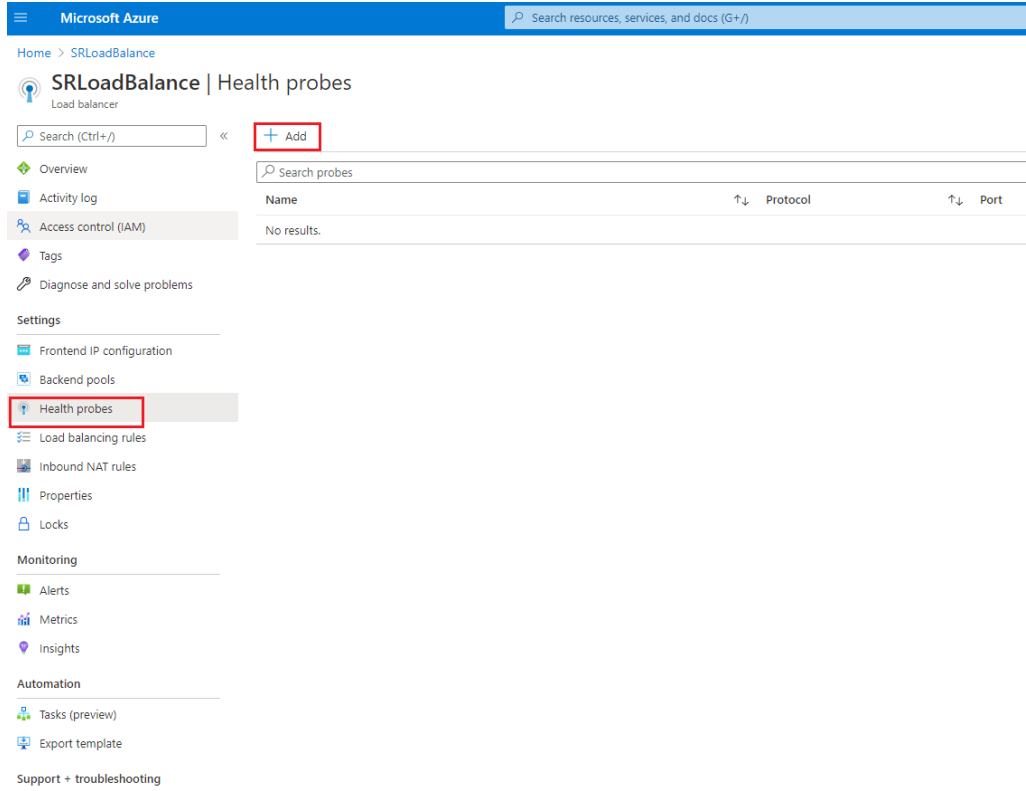 Microsoft Azure
Search resources, services, and docs (G+/)
Home > SRLoadBalance
SRLoadBalance | Health probes
Load balancer
Search (Ctrl+/)
«
+ Add
Overview
Search probes
Activity log
Name ↑↓ Protocol ↑↓ Port
Access control (IAM)
No results.
Tags
Diagnose and solve problems
Settings
Frontend IP configuration
Backend pools
Health probes
Load balancing rules
Inbound NAT rules
Properties
Locks
Monitoring
Alerts
Metrics
Insights
Automation
Tasks (preview)
Export template
Support + troubleshooting